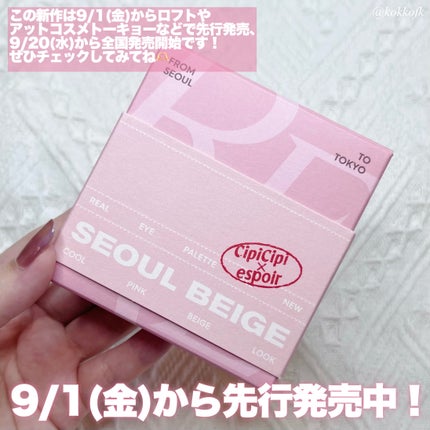 この新作は9/1(金)からロフトや
アットコスメトーキョーなどで先行発売、
9/20(水)から全国発売開始です！
ぜひチェックしてみてね
@kokkofk
FROM
SEOUL
TO
TOKYO
REAL EYE PALETTE NEW
CipiCipi
×
espoir
SEOUL BEIGE
COOL PINK BEIGE LOOK
9/1(金)から先行発売中！